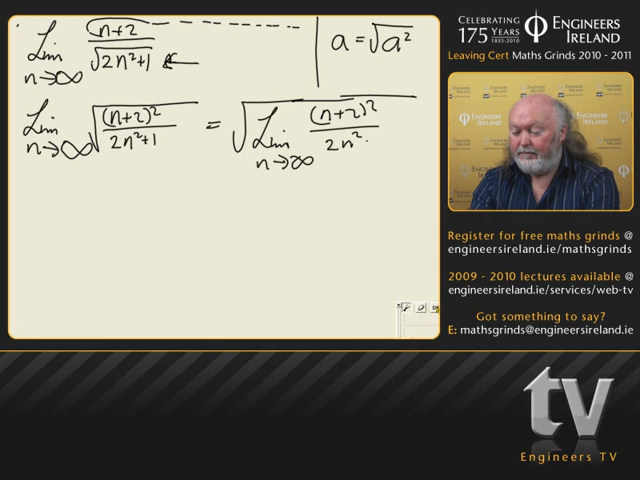 Lim n→∞ n+2 / √2n²+1
a = √a²
Lim n→∞ √(n+2)² / 2n²+1 = √Lim n→∞ (n+2)² / 2n²
CELEBRATING
175 YEARS
1835-2010
ENGINEERS
IRELAND
Leaving Cert Maths Grinds 2010 - 2011
Register for free maths grinds @
engineersireland.ie/mathsgrinds
2009 - 2010 lectures available @
engineersireland.ie/services/web-tv
Got something to say?
E: mathsgrinds@engineersireland.ie
tv
Engineers TV